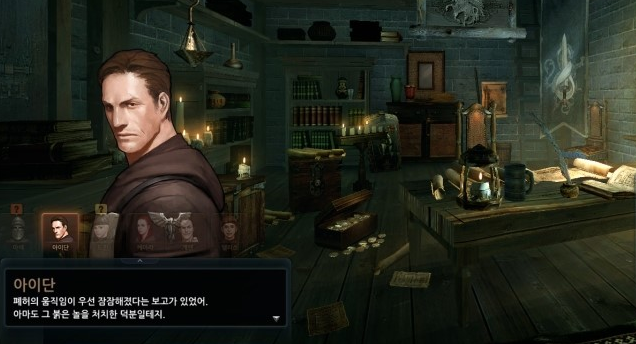 아이단
아이단
폐허의 움직임이 우선 잠잠해졌다는 보고가 있었어.
아마도 그 붉은 놀을 처치한 덕분일테지.